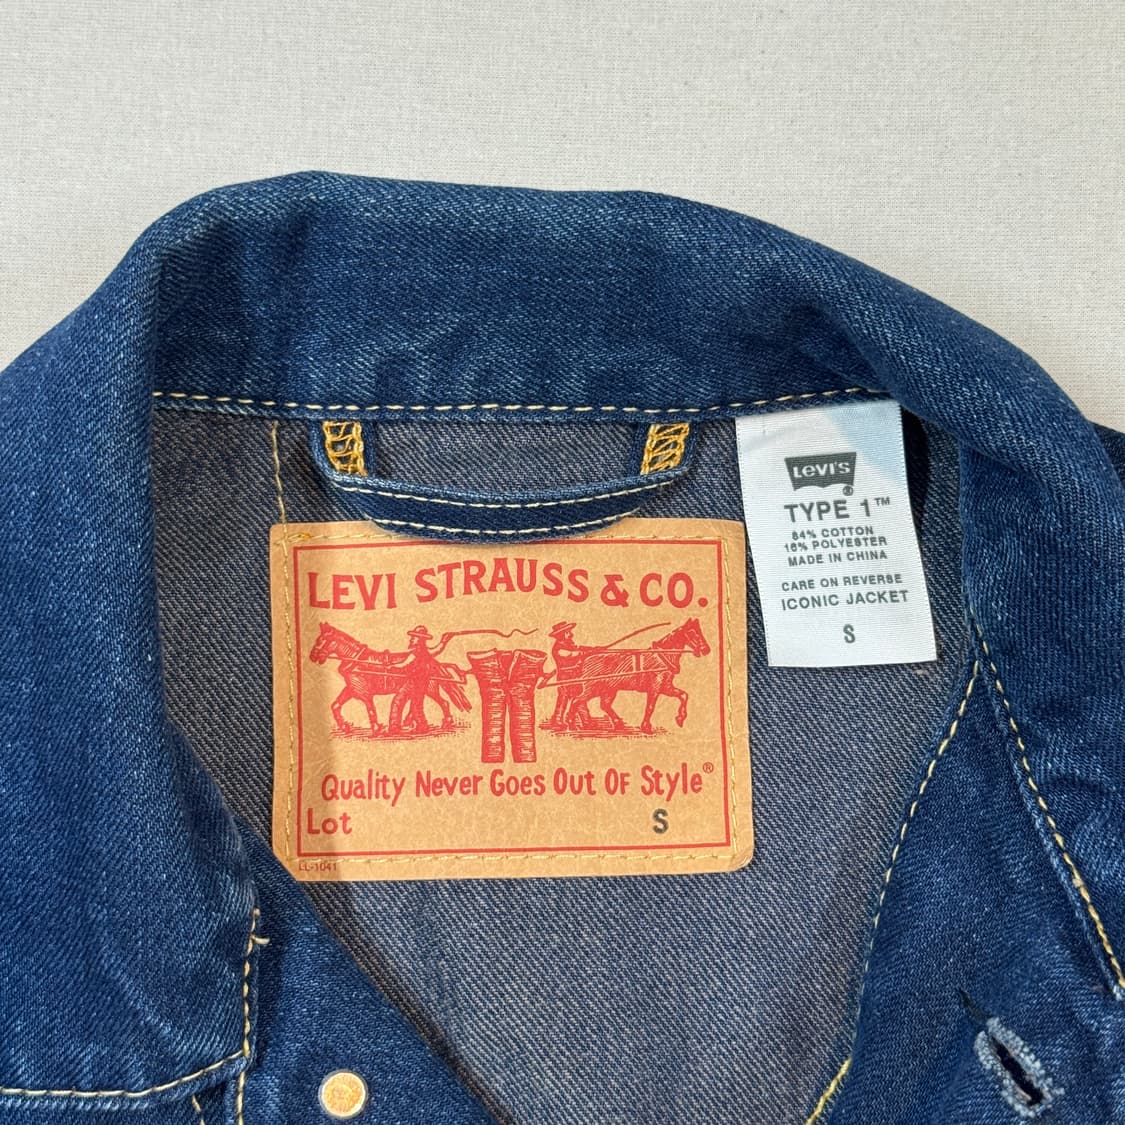 LEVI STRAUSS & CO.
Quality Never Goes Out Of Style®
Lot S
LL-1041
LEVI'S
®
TYPE 1™
84% COTTON
16% POLYESTER
MADE IN CHINA
CARE ON REVERSE
ICONIC JACKET
S